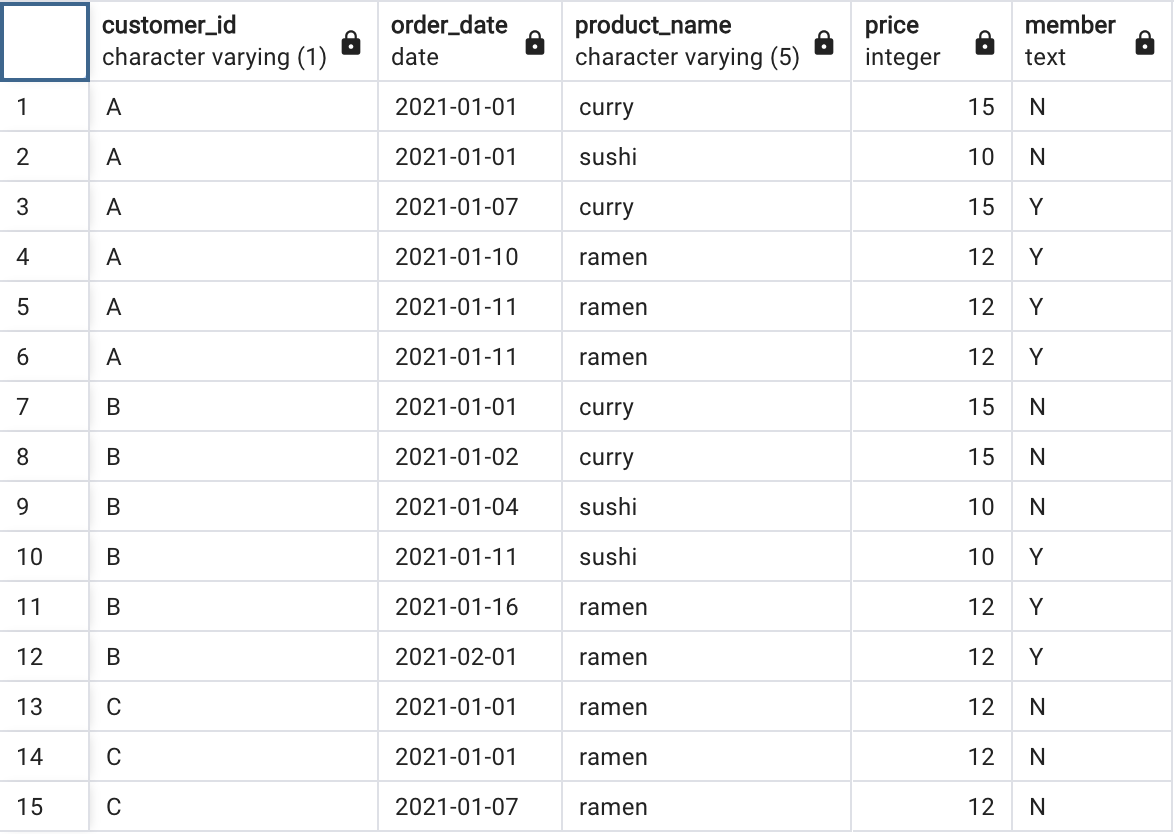 customer_id order_date product_name price member
character varying (1) date character varying (5) integer text
1 A 2021-01-01 curry 15 N
2 A 2021-01-01 sushi 10 N
3 A 2021-01-07 curry 15 Y
4 A 2021-01-10 ramen 12 Y
5 A 2021-01-11 ramen 12 Y
6 A 2021-01-11 ramen 12 Y
7 B 2021-01-01 curry 15 N
8 B 2021-01-02 curry 15 N
9 B 2021-01-04 sushi 10 N
10 B 2021-01-11 sushi 10 Y
11 B 2021-01-16 ramen 12 Y
12 B 2021-02-01 ramen 12 Y
13 C 2021-01-01 ramen 12 N
14 C 2021-01-01 ramen 12 N
15 C 2021-01-07 ramen 12 N